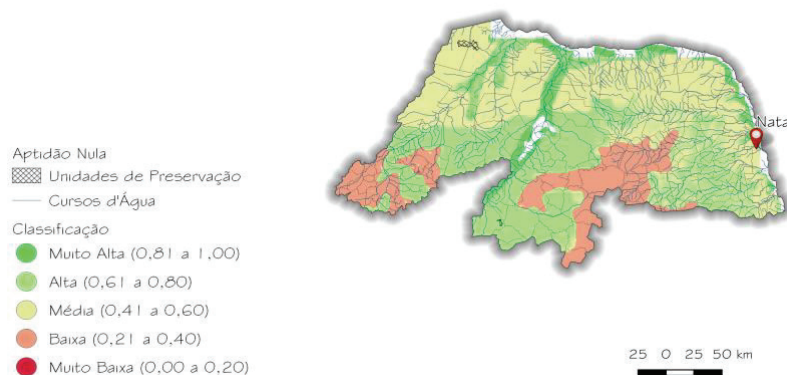 Nata
Aptidão Nula
Unidades de Preservação
Cursos d'Água
Classificação
Muito Alta (0,81 a 1,00)
Alta (0,61 a 0,80)
Média (0,41 a 0,60)
Baixa (0,21 a 0,40)
Muito Baixa (0,00 a 0,20)
25 0 25 50 km